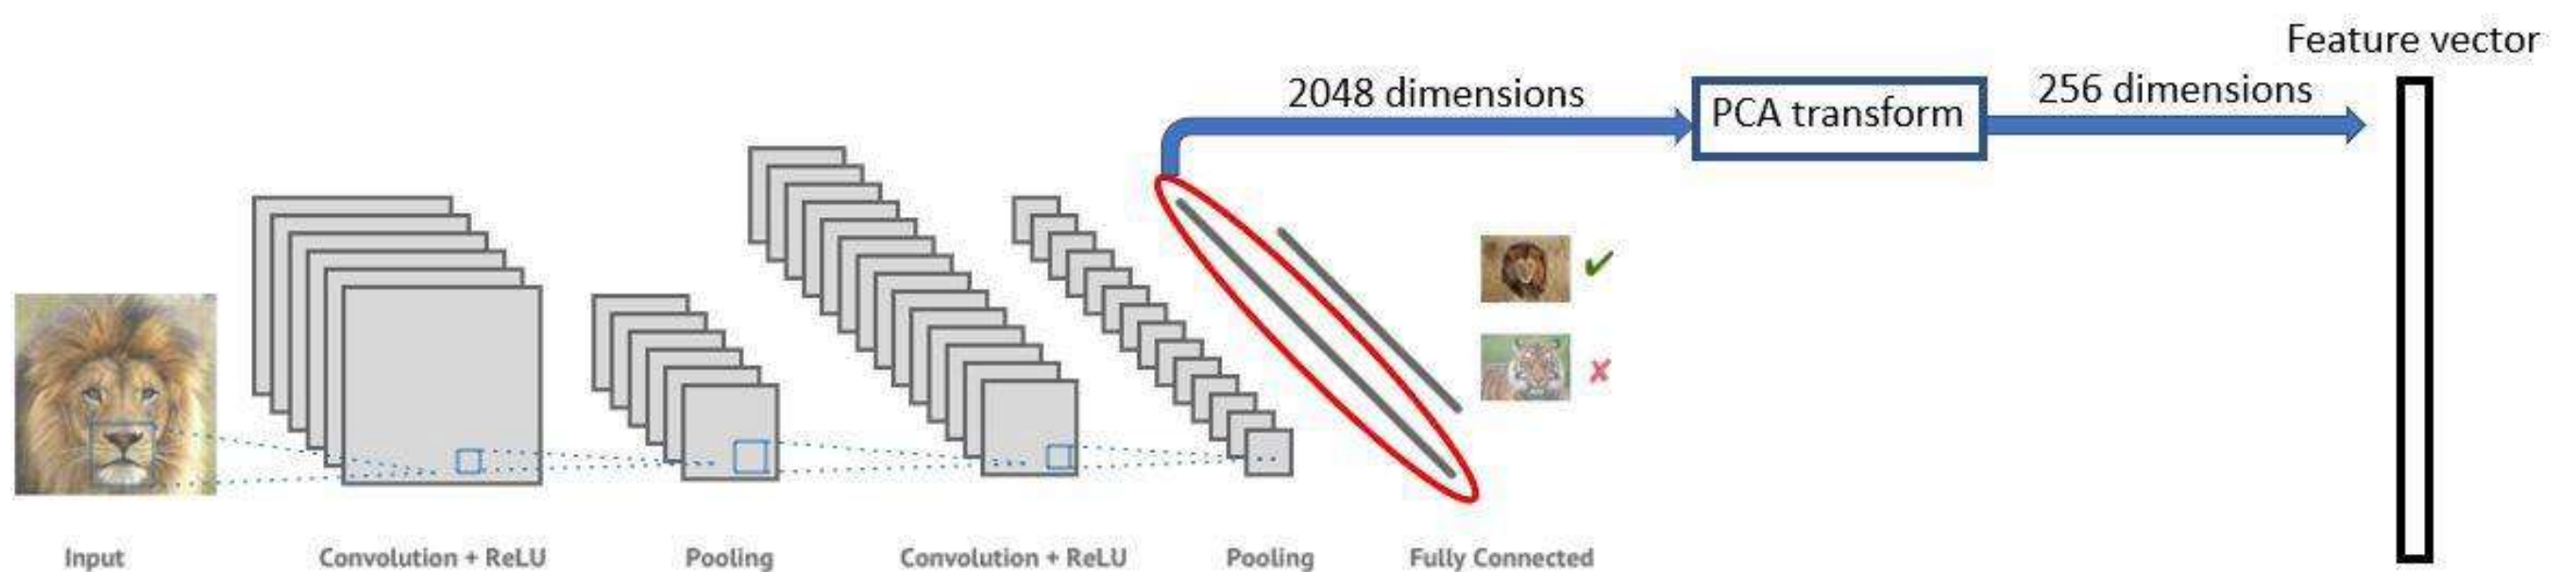 Feature vector
2048 dimensions
PCA transform
256 dimensions
Input
Convolution + ReLU
Pooling
Convolution + ReLU
Pooling
Fully Connected